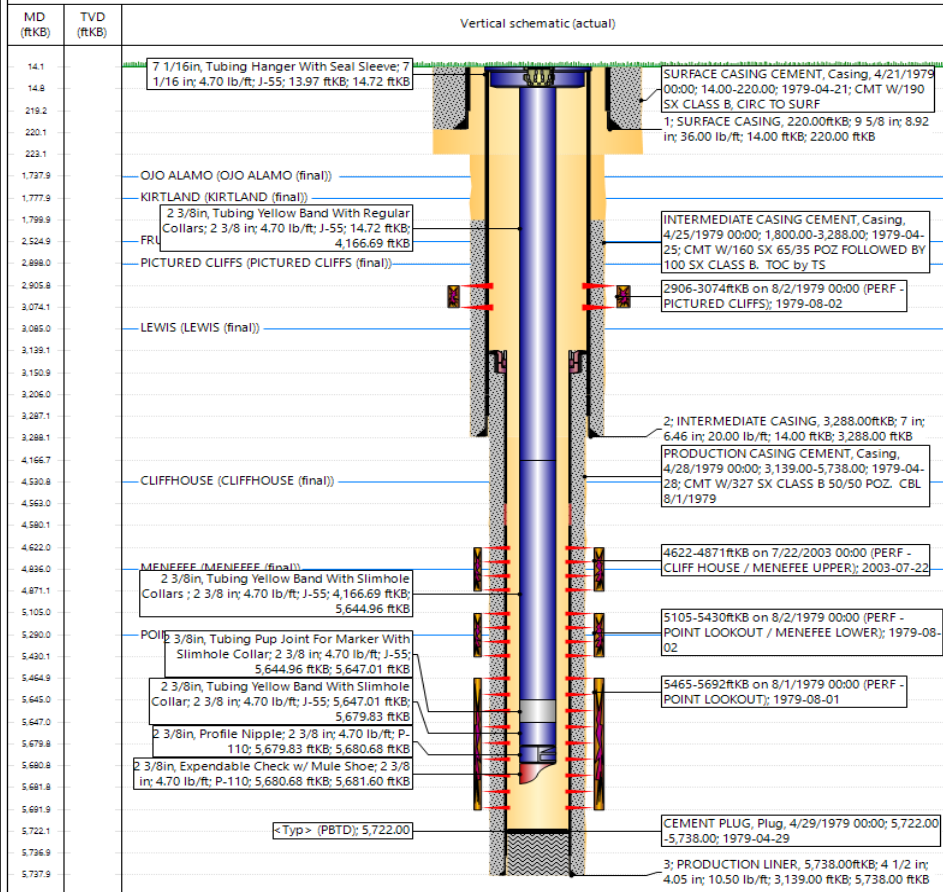 MD
(ftKB)
TVD
(ftKB)
Vertical schematic (actual)
14.1
14.8
219.2
220.1
223.1
1,737.9
1,777.9
1,799.9
2,524.9
2,898.0
2,905.8
3,074.1
3,085.0
3,139.1
3,150.9
3,206.0
3,287.1
3,288.1
4,166.7
4,530.8
4,563.0
4,580.1
4,622.0
4,836.0
4,871.1
5,105.0
5,290.0
5,430.1
5,464.9
5,645.0
5,647.0
5,679.8
5,680.8
5,681.8
5,691.9
5,722.1
5,736.9
5,737.9
7 1/16in, Tubing Hanger With Seal Sleeve; 7
1/16 in; 4.70 lb/ft; J-55; 13.97 ftKB; 14.72 ftKB
OJO ALAMO (OJO ALAMO (final))
KIRTLAND (KIRTLAND (final))
2 3/8in, Tubing Yellow Band With Regular
Collars; 2 3/8 in; 4.70 lb/ft; J-55; 14.72 ftKB;
4,166.69 ftKB
FRU
PICTURED CLIFFS (PICTURED CLIFFS (final))
LEWIS (LEWIS (final))
CLIFFHOUSE (CLIFFHOUSE (final))
MENEFEE (MENEFEE (final))
2 3/8in, Tubing Yellow Band With Slimhole
Collars ; 2 3/8 in; 4.70 lb/ft; J-55; 4,166.69 ftKB;
5,644.96 ftKB
POI
2 3/8in, Tubing Pup Joint For Marker With
Slimhole Collar; 2 3/8 in; 4.70 lb/ft; J-55;
5,644.96 ftKB; 5,647.01 ftKB
2 3/8in, Tubing Yellow Band With Slimhole
Collar; 2 3/8 in; 4.70 lb/ft; J-55; 5,647.01 ftKB;
5,679.83 ftKB
2 3/8in, Profile Nipple; 2 3/8 in; 4.70 lb/ft; P-
110; 5,679.83 ftKB; 5,680.68 ftKB
2 3/8in, Expendable Check w/ Mule Shoe; 2 3/8
in; 4.70 lb/ft; P-110; 5,680.68 ftKB; 5,681.60 ftKB
<Typ> (PBTD); 5,722.00
SURFACE CASING CEMENT, Casing, 4/21/1979
00:00; 14.00-220.00; 1979-04-21; CMT W/190
SX CLASS B, CIRC TO SURF
1; SURFACE CASING, 220.00ftKB; 9 5/8 in; 8.92
in; 36.00 lb/ft; 14.00 ftKB; 220.00 ftKB
INTERMEDIATE CASING CEMENT, Casing,
4/25/1979 00:00; 1,800.00-3,288.00; 1979-04-
25; CMT W/160 SX 65/35 POZ FOLLOWED BY
100 SX CLASS B.  TOC by TS
2906-3074ftKB on 8/2/1979 00:00 (PERF -
PICTURED CLIFFS); 1979-08-02
2; INTERMEDIATE CASING, 3,288.00ftKB; 7 in;
6.46 in; 20.00 lb/ft; 14.00 ftKB; 3,288.00 ftKB
PRODUCTION CASING CEMENT, Casing,
4/28/1979 00:00; 3,139.00-5,738.00; 1979-04-
28; CMT W/327 SX CLASS B 50/50 POZ.  CBL
8/1/1979
4622-4871ftKB on 7/22/2003 00:00 (PERF -
CLIFF HOUSE / MENEFEE UPPER); 2003-07-22
5105-5430ftKB on 8/2/1979 00:00 (PERF -
POINT LOOKOUT / MENEFEE LOWER); 1979-08-
02
5465-5692ftKB on 8/1/1979 00:00 (PERF -
POINT LOOKOUT); 1979-08-01
CEMENT PLUG, Plug, 4/29/1979 00:00; 5,722.00
-5,738.00; 1979-04-29
3; PRODUCTION LINER, 5,738.00ftKB; 4 1/2 in;
4.05 in; 10.50 lb/ft; 3,139.00 ftKB; 5,738.00 ftKB